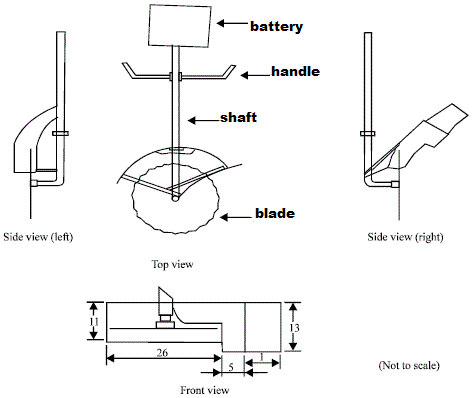 battery
handle
shaft
blade
Side view (left)
Side view (right)
Top view
11
13
26
1
5
(Not to scale)
Front view